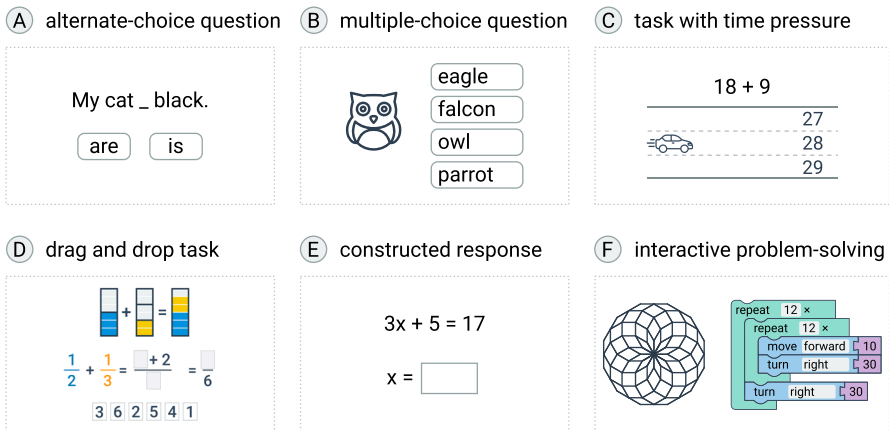 A alternate-choice question
My cat _ black.
are is
B multiple-choice question
eagle
falcon
owl
parrot
C task with time pressure
18 + 9
27
28
29
D drag and drop task
+ =
1/2 + 1/3 = +2 = /6
3 6 2 5 4 1
E constructed response
3x + 5 = 17
x =
F interactive problem-solving
repeat 12 ×
repeat 12 ×
move forward 10
turn right 30
turn right 30